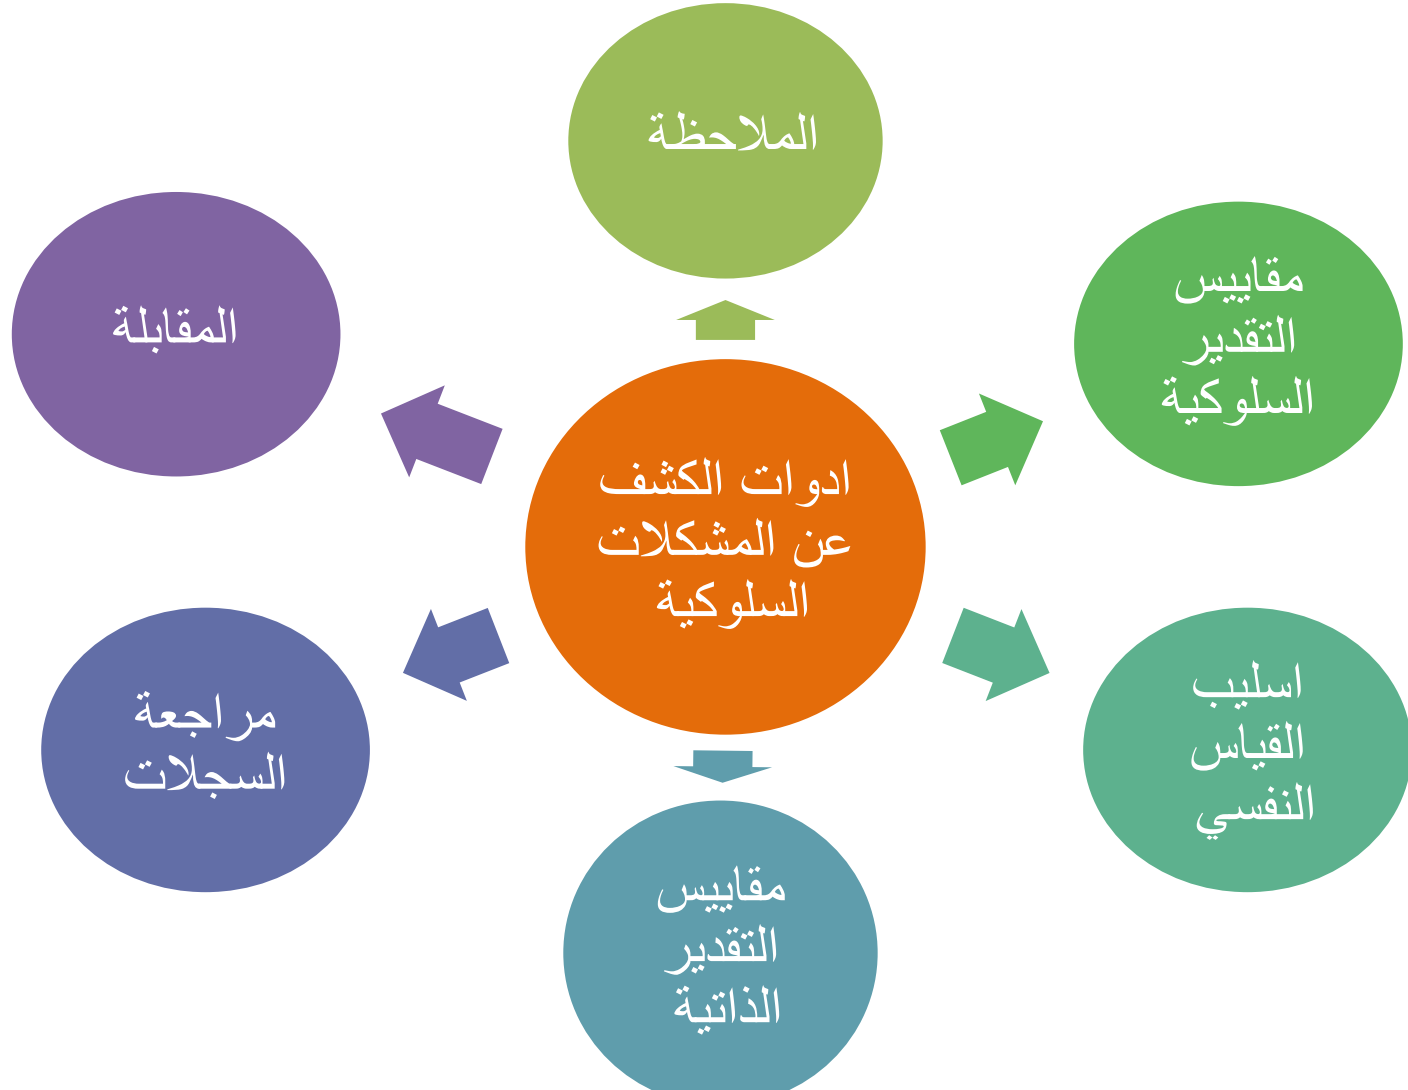 الملاحظة
مقاييس
التقدير
السلوكية
المقابلة
ادوات الكشف
عن المشكلات
السلوكية
اسليب
القياس
النفسي
مراجعة
السجلات
مقاييس
التقدير
الذاتية